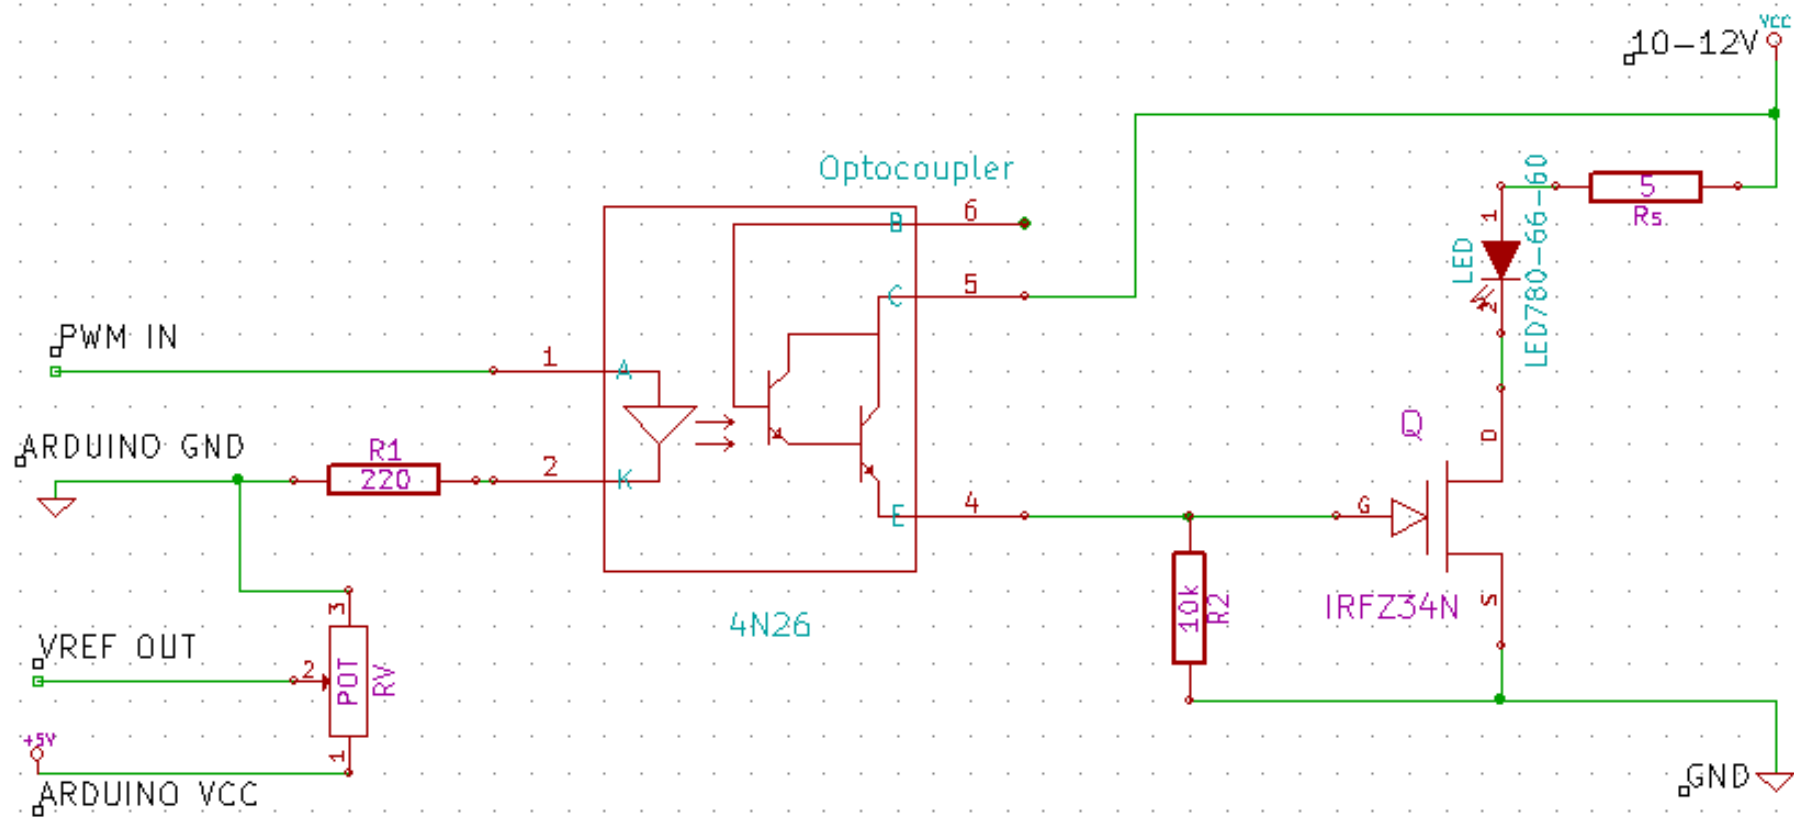 VCC
10-12V
Optocoupler
5
Rs
B
6
1
LED
LED780-66-60
2
C
5
PWM IN
1
A
ARDUINO GND
R1
220
2
K
Q
D
E
4
G
S
10k
R2
IRFZ34N
4N26
3
VREF OUT
2
POT
RV
+5V
1
ARDUINO VCC
GND